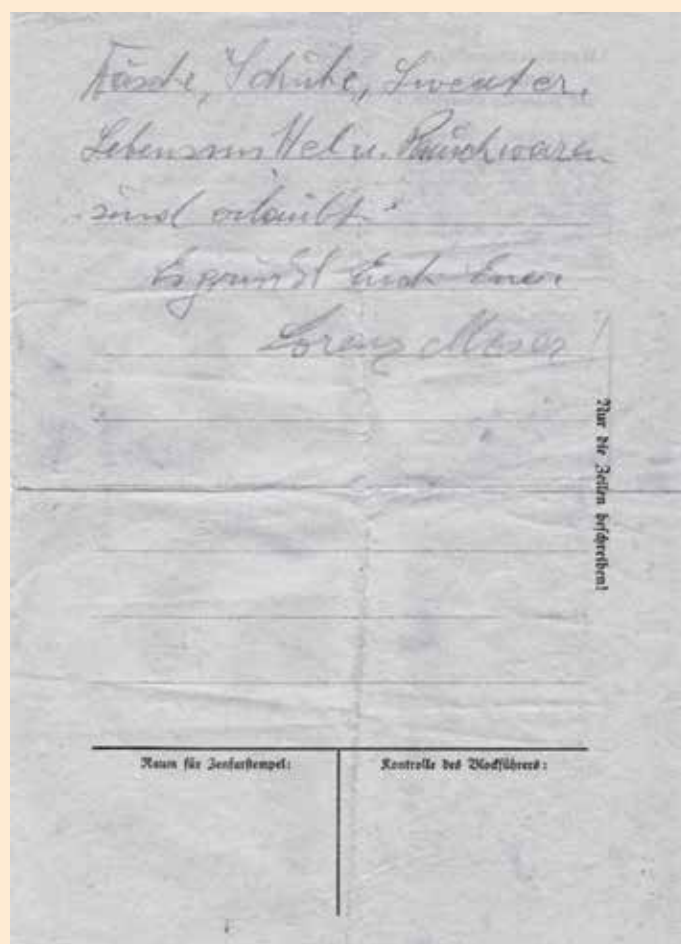 Wäsche, Schuhe, Sweater,
Lebensmittel u. Rauchwaren
sind erlaubt.
Es grüsst Euch Euer
Lorenz Moser
Nur die Zeilen beschreiben!
Raum für Zensurstempel:
Kontrolle des Blockführers: